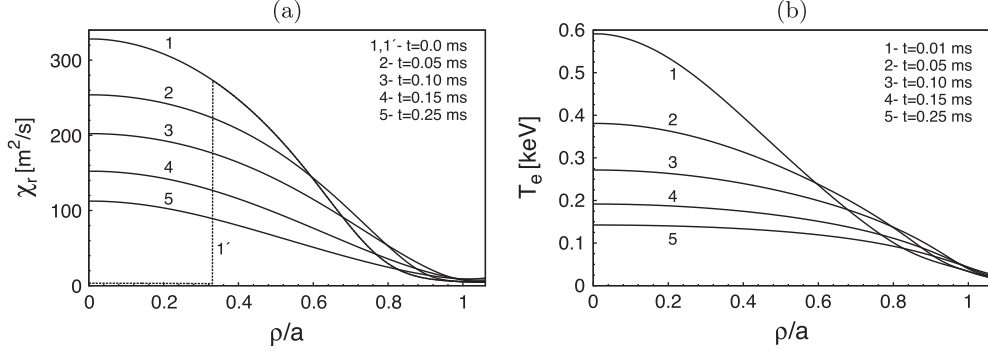 (a)
χr [m²/s]
300
200
100
0
1
2
3
4
5
1´
1,1´- t=0.0 ms
2- t=0.05 ms
3- t=0.10 ms
4- t=0.15 ms
5- t=0.25 ms
0 0.2 0.4 0.6 0.8 1
ρ/a
(b)
Te [keV]
0.6
0.5
0.4
0.3
0.2
0.1
0
1
2
3
4
5
1- t=0.01 ms
2- t=0.05 ms
3- t=0.10 ms
4- t=0.15 ms
5- t=0.25 ms
0 0.2 0.4 0.6 0.8 1
ρ/a